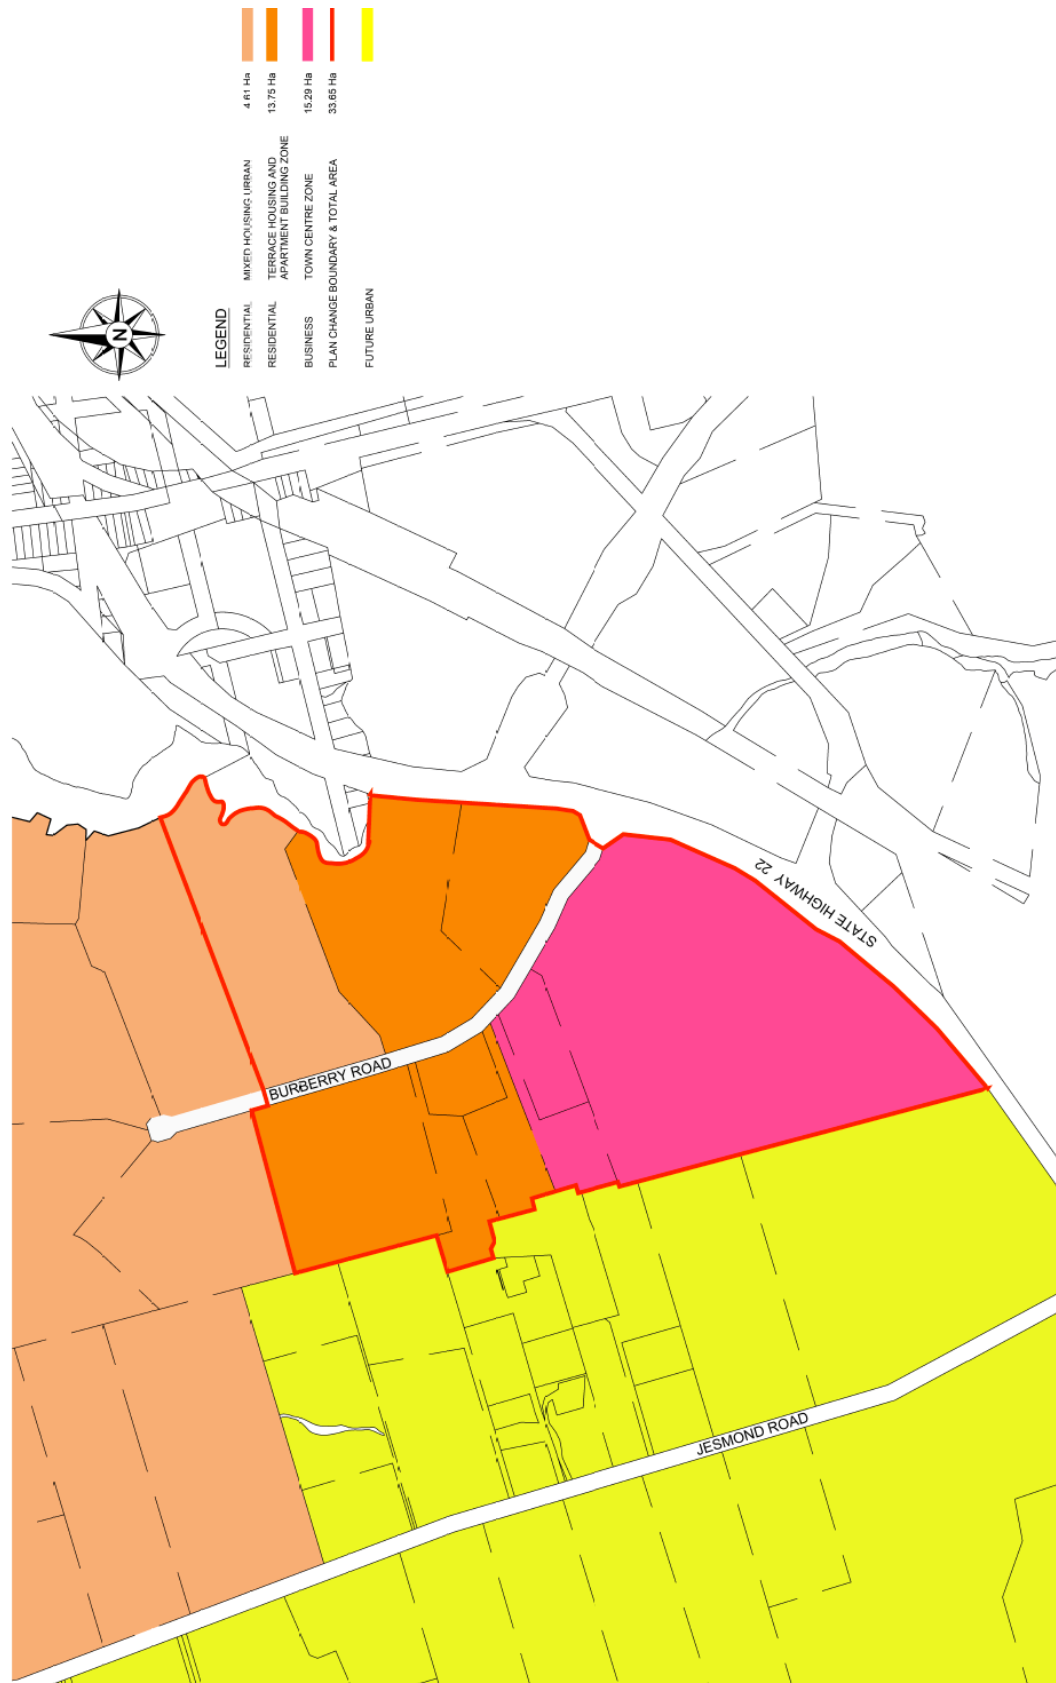 N
LEGEND
RESIDENTIAL MIXED HOUSING URBAN 4.61 Ha
RESIDENTIAL TERRACE HOUSING AND
APARTMENT BUILDING ZONE 13.75 Ha
BUSINESS TOWN CENTRE ZONE 15.29 Ha
PLAN CHANGE BOUNDARY & TOTAL AREA 33.65 Ha
FUTURE URBAN
STATE HIGHWAY 22
BURBERRY ROAD
JESMOND ROAD